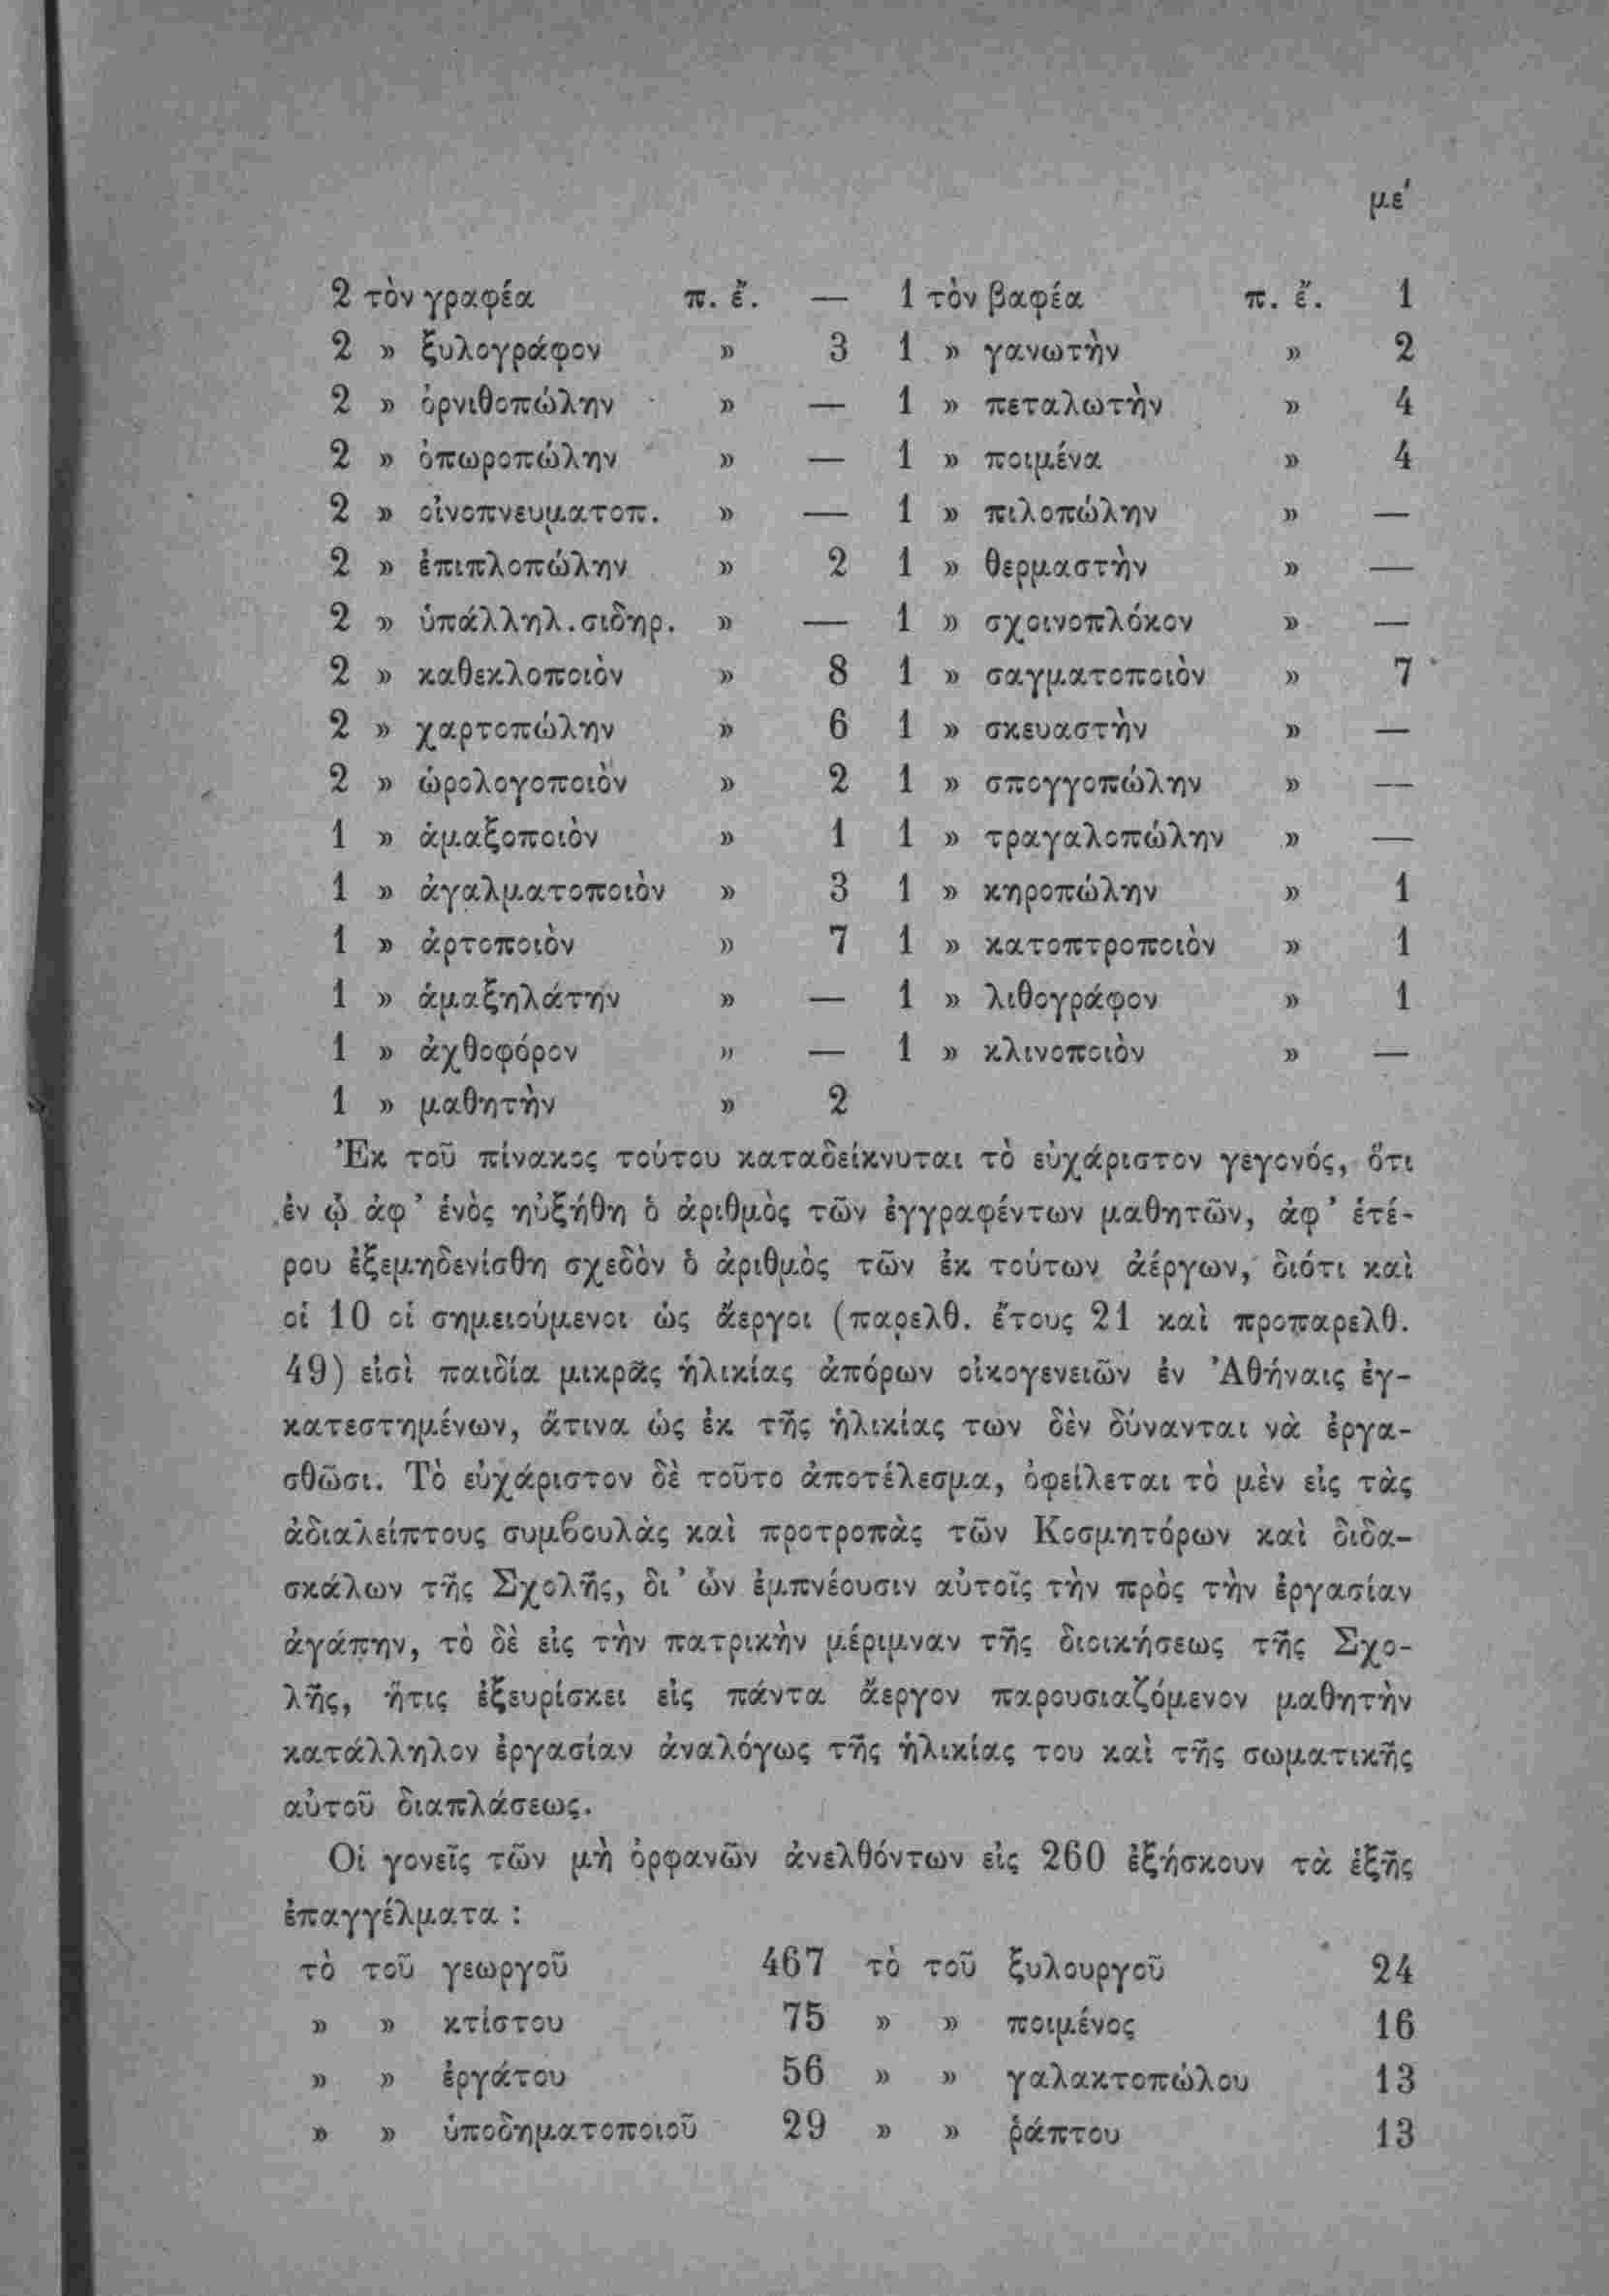 με'
2 τὸν γραφέα π. ἔ. — 1 τὸν βαφέα π. ἔ. 1
2 » ξυλογράφον » 3 1 » γανωτὴν » 2
2 » ὀρνιθοπώλην » — 1 » πεταλωτὴν » 4
2 » ὀπωροπώλην » — 1 » ποιμένα » 4
2 » οἰνοπνευματοπ. » — 1 » πιλοπώλην » —
2 » ἐπιπλοπώλην » 2 1 » θερμαστὴν » —
2 » ὑπάλληλ. σιδηρ. » — 1 » σχοινοπλόκον » —
2 » καθεκλοποιὸν » 8 1 » σαγματοποιὸν » 7
2 » χαρτοπώλην » 6 1 » σκευαστὴν » —
2 » ὡρολογοποιὸν » 2 1 » σπογγοπώλην » —
1 » ἁμαξοποιὸν » 1 1 » τραγαλοπώλην » —
1 » ἀγαλματοποιὸν » 3 1 » κηροπώλην » 1
1 » ἀρτοποιὸν » 7 1 » κατοπτροποιὸν » 1
1 » ἁμαξηλάτην » — 1 » λιθογράφον » 1
1 » ἀχθοφόρον » — 1 » κλινοποιὸν » —
1 » μαθητὴν » 2
Ἐκ τοῦ πίνακος τούτου καταδείκνυται τὸ εὐχάριστον γεγονός, ὅτι
ἐν ᾧ ἀφ' ἑνὸς ηὐξήθη ὁ ἀριθμὸς τῶν ἐγγραφέντων μαθητῶν, ἀφ' ἑτέ-
ρου ἐξεμηδενίσθη σχεδὸν ὁ ἀριθμὸς τῶν ἐκ τούτων ἀέργων, διότι καὶ
οἱ 10 οἱ σημειούμενοι ὡς ἄεργοι (παρελθ. ἔτους 21 καὶ προπαρελθ.
49) εἰσὶ παιδία μικρᾶς ἡλικίας ἀπόρων οἰκογενειῶν ἐν Ἀθήναις ἐγ-
κατεστημένων, ἅτινα ὡς ἐκ τῆς ἡλικίας των δὲν δύνανται νὰ ἐργα-
σθῶσι. Τὸ εὐχάριστον δὲ τοῦτο ἀποτέλεσμα, ὀφείλεται τὸ μὲν εἰς τὰς
ἀδιαλείπτους συμβουλὰς καὶ προτροπὰς τῶν Κοσμητόρων καὶ διδα-
σκάλων τῆς Σχολῆς, δι' ὧν ἐμπνέουσιν αὐτοῖς τὴν πρὸς τὴν ἐργασίαν
ἀγάπην, τὸ δὲ εἰς τὴν πατρικὴν μέριμναν τῆς διοικήσεως τῆς Σχο-
λῆς, ἥτις ἐξευρίσκει εἰς πάντα ἄεργον παρουσιαζόμενον μαθητὴν
κατάλληλον ἐργασίαν ἀναλόγως τῆς ἡλικίας του καὶ τῆς σωματικῆς
αὐτοῦ διαπλάσεως.
Οἱ γονεῖς τῶν μὴ ὀρφανῶν ἀνελθόντων εἰς 260 ἐξήσκουν τὰ ἑξῆς
ἐπαγγέλματα :
τὸ τοῦ γεωργοῦ 467 τὸ τοῦ ξυλουργοῦ 24
» » κτίστου 75 » » ποιμένος 16
» » ἐργάτου 56 » » γαλακτοπώλου 13
» » ὑποδηματοποιοῦ 29 » » ῥάπτου 13